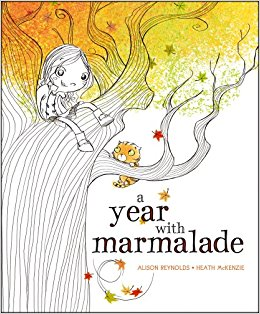 a
year
with
marmalade
ALISON REYNOLDS • HEATH McKENZIE